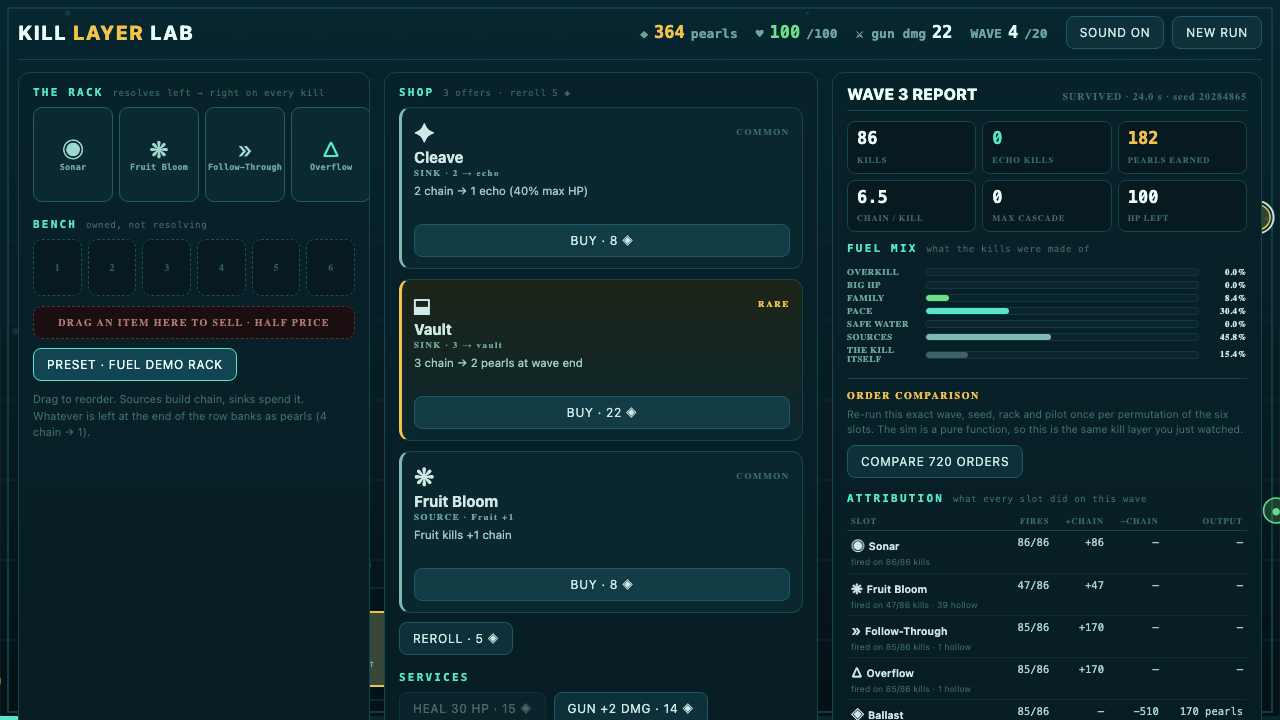 KILL LAYER LAB
◆ 364 pearls ♥ 100 /100 ⚔ gun dmg 22 WAVE 4 /20
SOUND ON
NEW RUN
THE RACK resolves left → right on every kill
Sonar
Fruit Bloom
Follow-Through
Overflow
BENCH owned, not resolving
1 2 3 4 5 6
DRAG AN ITEM HERE TO SELL · HALF PRICE
PRESET · FUEL DEMO RACK
Drag to reorder. Sources build chain, sinks spend it.
Whatever is left at the end of the row banks as pearls (4
chain → 1).
SHOP 3 offers · reroll 5 ◆
COMMON
Cleave
SINK · 2 → echo
2 chain → 1 echo (40% max HP)
BUY · 8 ◈
RARE
Vault
SINK · 3 → vault
3 chain → 2 pearls at wave end
BUY · 22 ◈
COMMON
Fruit Bloom
SOURCE · Fruit +1
Fruit kills +1 chain
BUY · 8 ◈
REROLL · 5 ◈
SERVICES
HEAL 30 HP · 15 ◈
GUN +2 DMG · 14 ◈
WAVE 3 REPORT
SURVIVED · 24.0 s · seed 20284865
86
KILLS
0
ECHO KILLS
182
PEARLS EARNED
6.5
CHAIN / KILL
0
MAX CASCADE
100
HP LEFT
FUEL MIX what the kills were made of
OVERKILL 0.0%
BIG HP 0.0%
FAMILY 8.4%
PACE 30.4%
SAFE WATER 0.0%
SOURCES 45.8%
THE KILL
ITSELF 15.4%
ORDER COMPARISON
Re-run this exact wave, seed, rack and pilot once per permutation of the six
slots. The sim is a pure function, so this is the same kill layer you just watched.
COMPARE 720 ORDERS
ATTRIBUTION what every slot did on this wave
SLOT FIRES +CHAIN −CHAIN OUTPUT
Sonar 86/86 +86 — —
fired on 86/86 kills
Fruit Bloom 47/86 +47 — —
fired on 47/86 kills · 39 hollow
Follow-Through 85/86 +170 — —
fired on 85/86 kills · 1 hollow
Overflow 85/86 +170 — —
fired on 85/86 kills · 1 hollow
Ballast 85/86 — −510 170 pearls